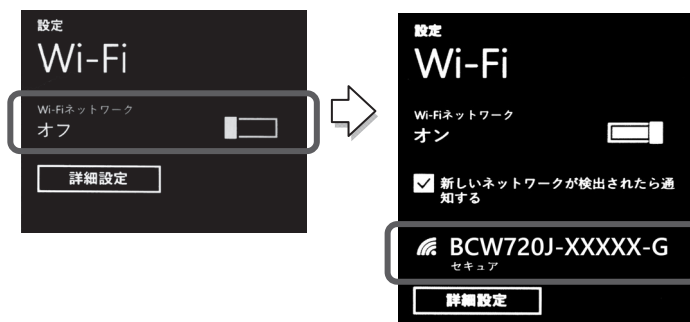 設定
Wi-Fi
Wi-Fiネットワーク
オフ
詳細設定
設定
Wi-Fi
Wi-Fiネットワーク
オン
新しいネットワークが検出されたら通
知する
BCW720J-XXXXX-G
セキュア
詳細設定